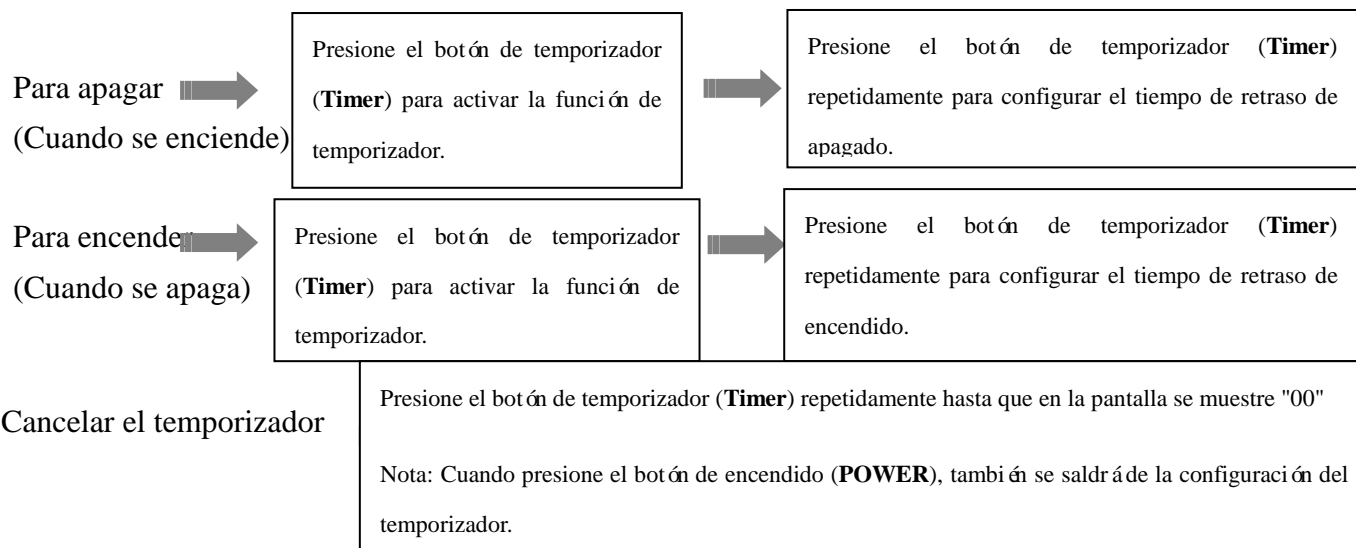 Para apagar
(Cuando se enciende)
Presione el botón de temporizador
(Timer) para activar la función de
temporizador.
Presione el botón de temporizador (Timer)
repetidamente para configurar el tiempo de retraso de
apagado.
Para encender
(Cuando se apaga)
Presione el botón de temporizador
(Timer) para activar la función de
temporizador.
Presione el botón de temporizador (Timer)
repetidamente para configurar el tiempo de retraso de
encendido.
Cancelar el temporizador
Presione el botón de temporizador (Timer) repetidamente hasta que en la pantalla se muestre "00"
Nota: Cuando presione el botón de encendido (POWER), también se saldrá de la configuración del
temporizador.